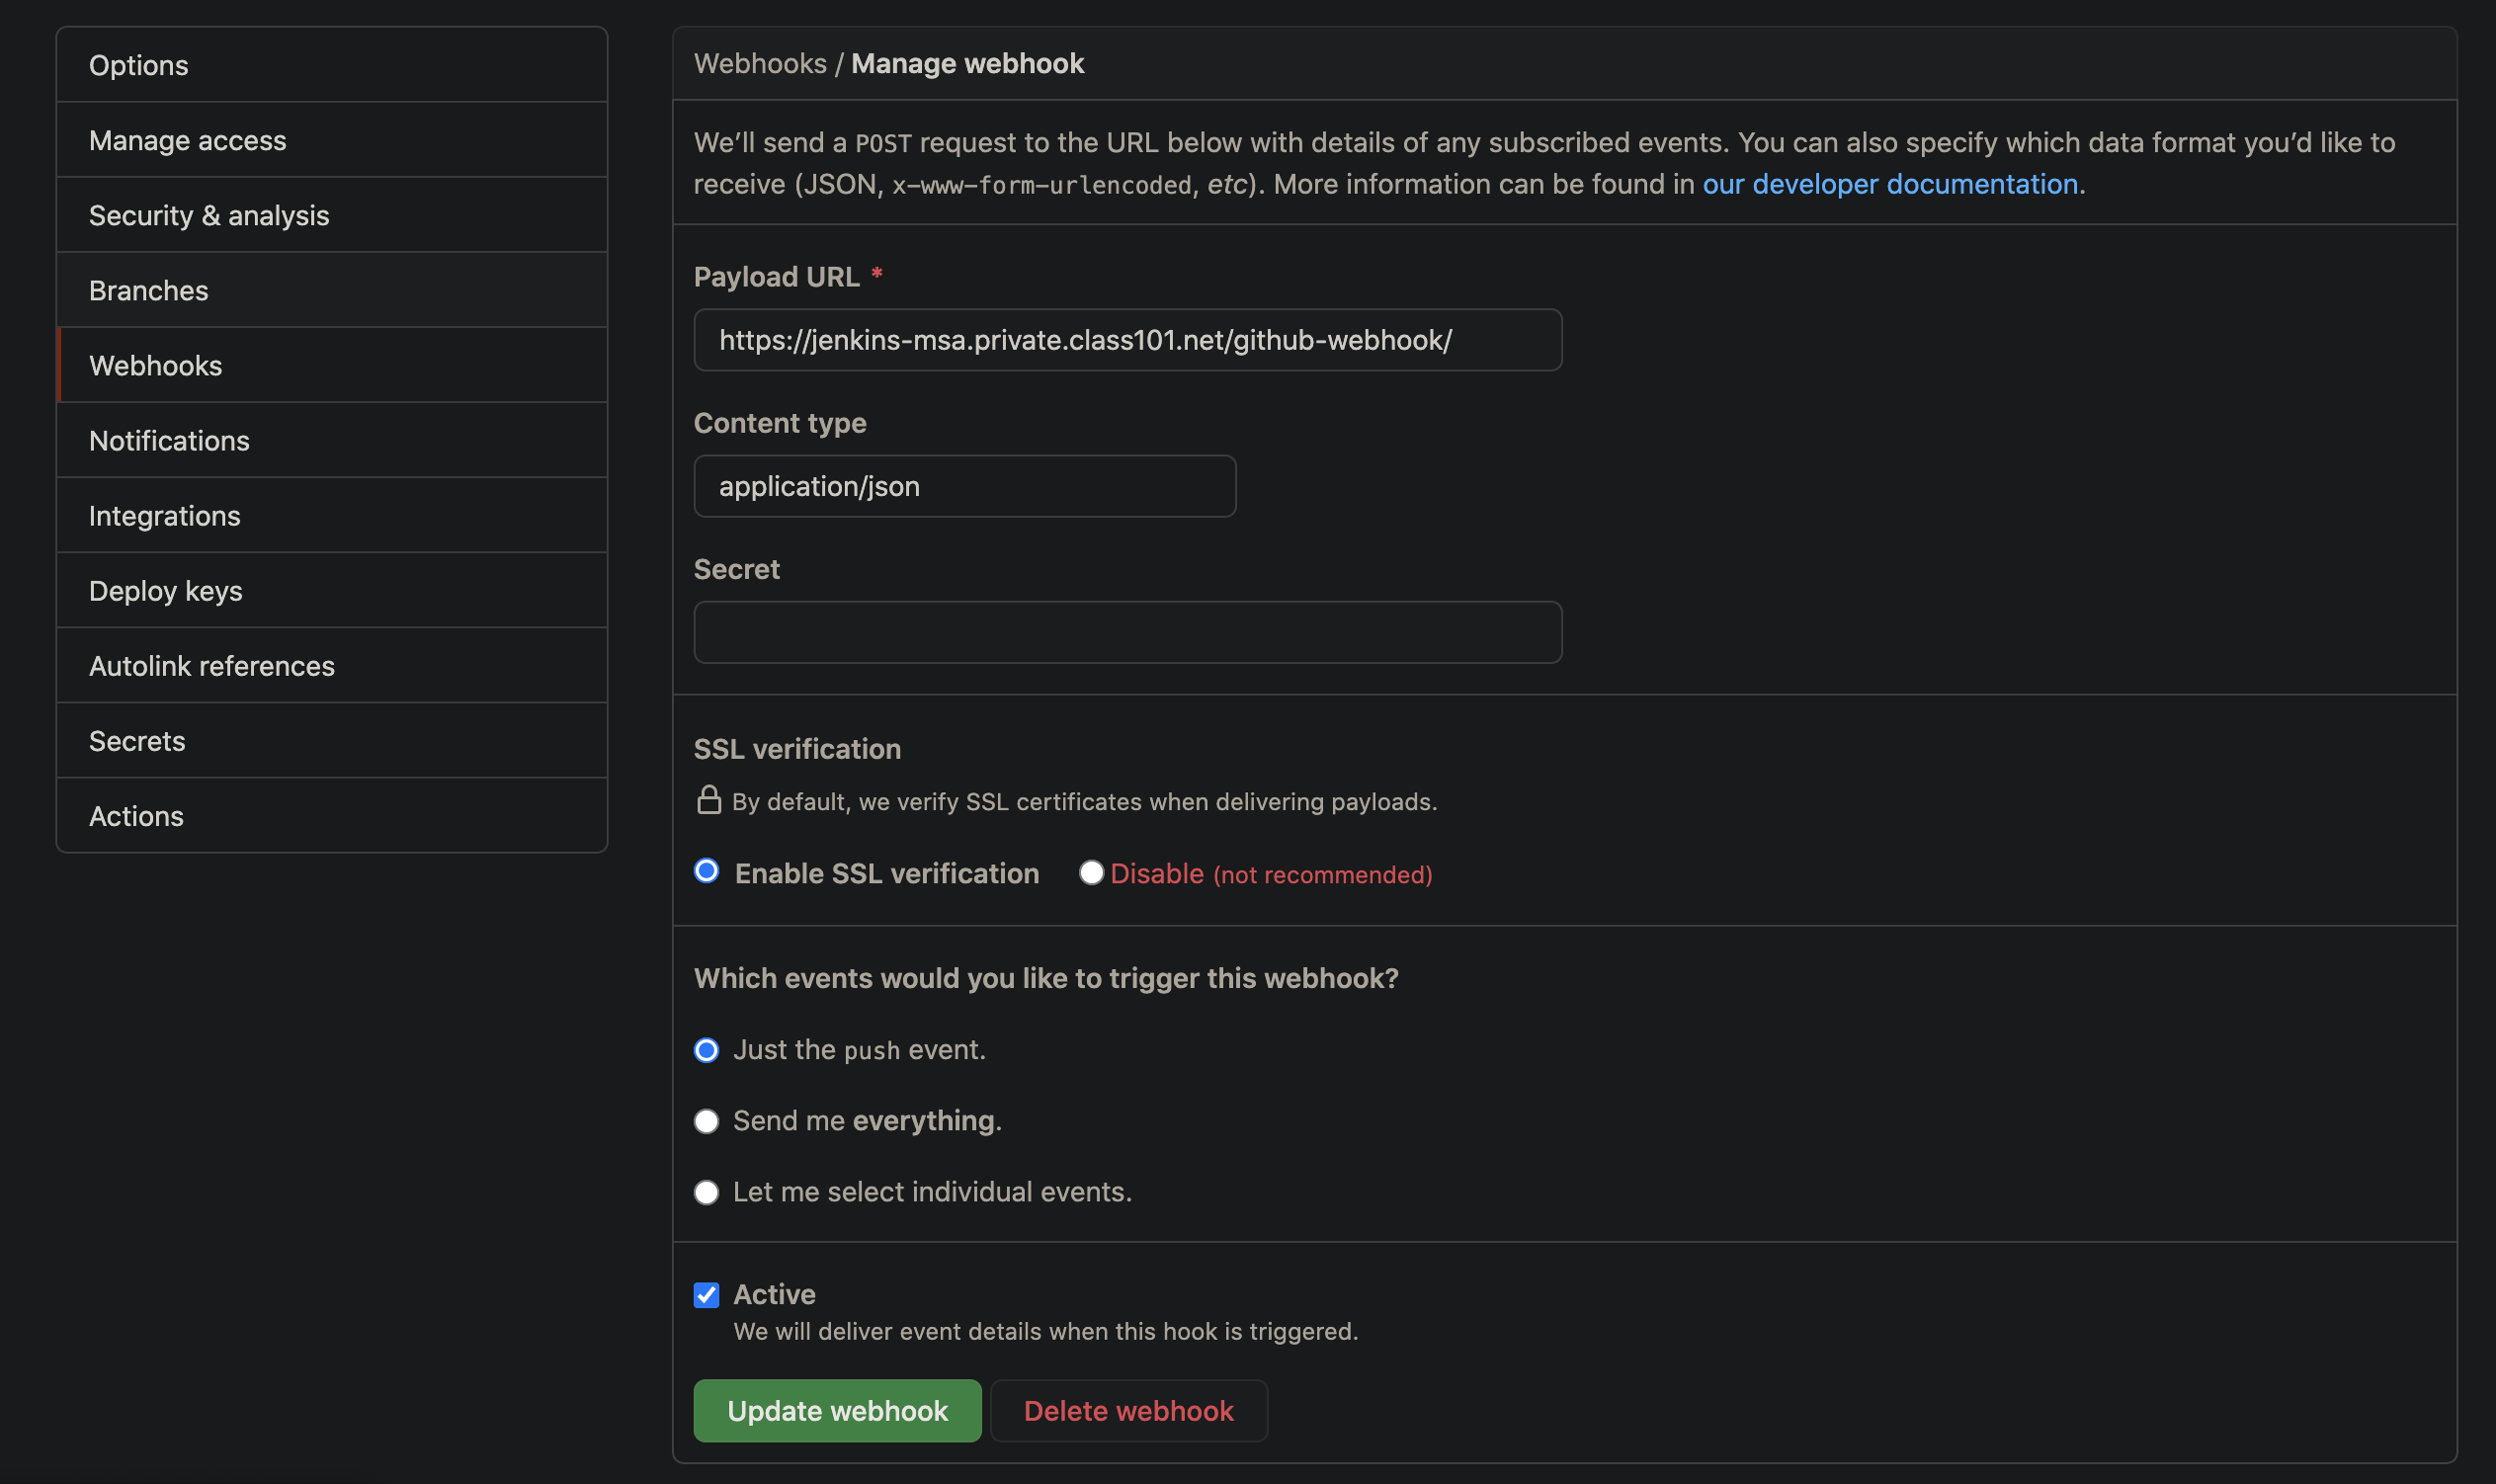 Options
Manage access
Security & analysis
Branches
Webhooks
Notifications
Integrations
Deploy keys
Autolink references
Secrets
Actions
Webhooks / Manage webhook
We’ll send a POST request to the URL below with details of any subscribed events. You can also specify which data format you’d like to
receive (JSON, x-www-form-urlencoded, etc). More information can be found in our developer documentation.
Payload URL *
https://jenkins-msa.private.class101.net/github-webhook/
Content type
application/json
Secret
SSL verification
By default, we verify SSL certificates when delivering payloads.
Enable SSL verification Disable (not recommended)
Which events would you like to trigger this webhook?
Just the push event.
Send me everything.
Let me select individual events.
Active
We will deliver event details when this hook is triggered.
Update webhook Delete webhook